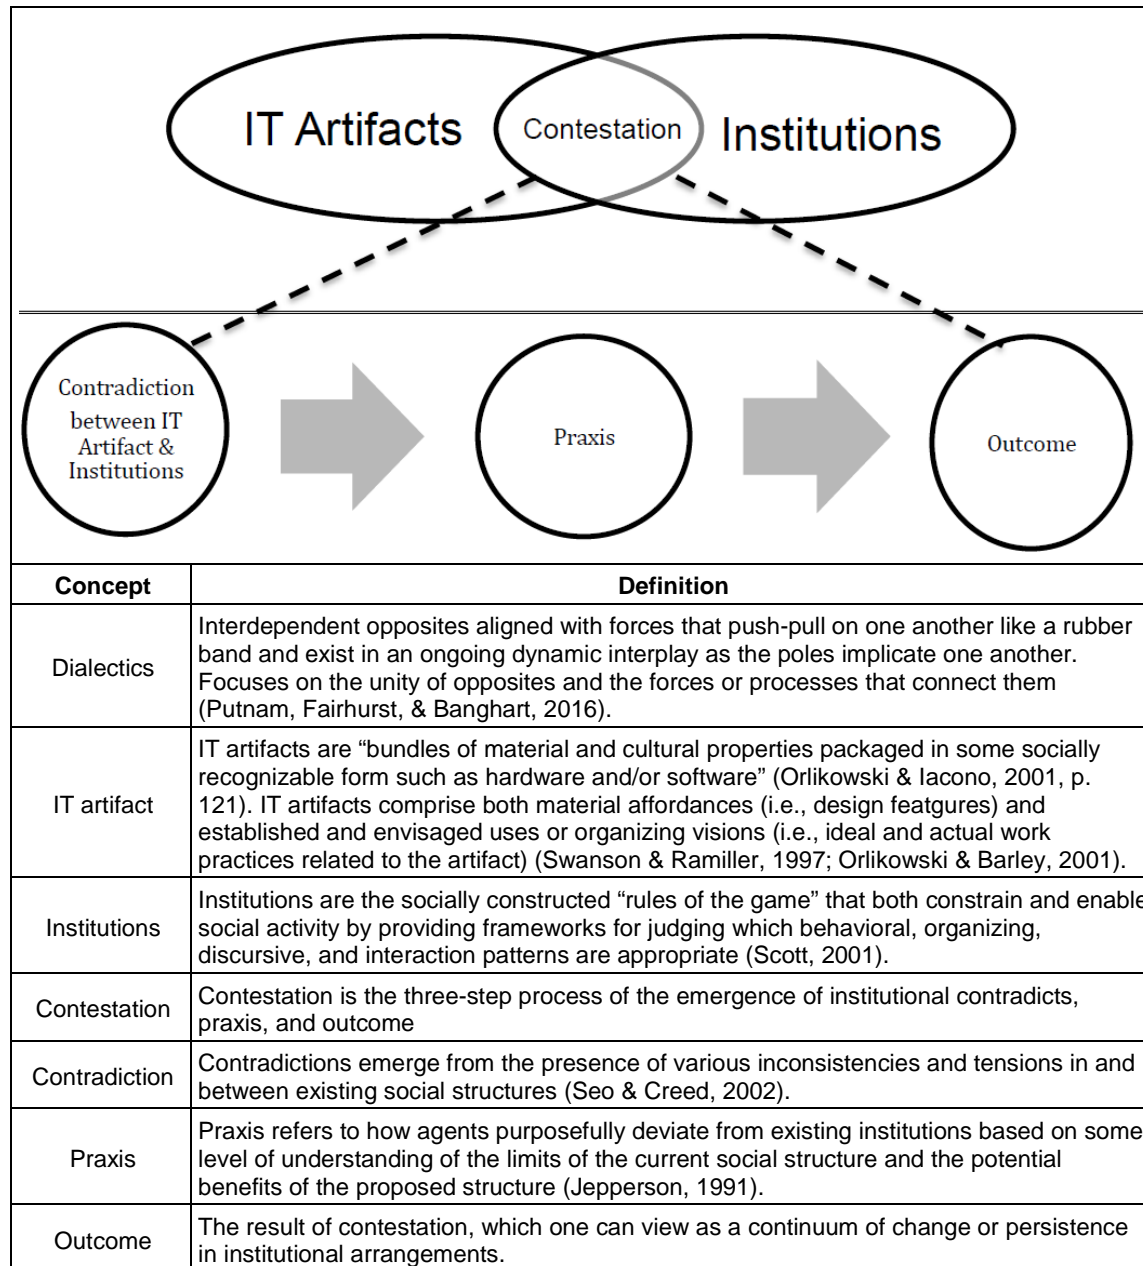 IT Artifacts
Contestation
Institutions
Contradiction
between IT
Artifact &
Institutions
Praxis
Outcome
Concept
Definition
Dialectics
Interdependent opposites aligned with forces that push-pull on one another like a rubber
band and exist in an ongoing dynamic interplay as the poles implicate one another.
Focuses on the unity of opposites and the forces or processes that connect them
(Putnam, Fairhurst, & Banghart, 2016).
IT artifact
IT artifacts are “bundles of material and cultural properties packaged in some socially
recognizable form such as hardware and/or software” (Orlikowski & Iacono, 2001, p.
121). IT artifacts comprise both material affordances (i.e., design featgures) and
established and envisaged uses or organizing visions (i.e., ideal and actual work
practices related to the artifact) (Swanson & Ramiller, 1997; Orlikowski & Barley, 2001).
Institutions
Institutions are the socially constructed “rules of the game” that both constrain and enable
social activity by providing frameworks for judging which behavioral, organizing,
discursive, and interaction patterns are appropriate (Scott, 2001).
Contestation
Contestation is the three-step process of the emergence of institutional contradicts,
praxis, and outcome
Contradiction
Contradictions emerge from the presence of various inconsistencies and tensions in and
between existing social structures (Seo & Creed, 2002).
Praxis
Praxis refers to how agents purposefully deviate from existing institutions based on some
level of understanding of the limits of the current social structure and the potential
benefits of the proposed structure (Jepperson, 1991).
Outcome
The result of contestation, which one can view as a continuum of change or persistence
in institutional arrangements.